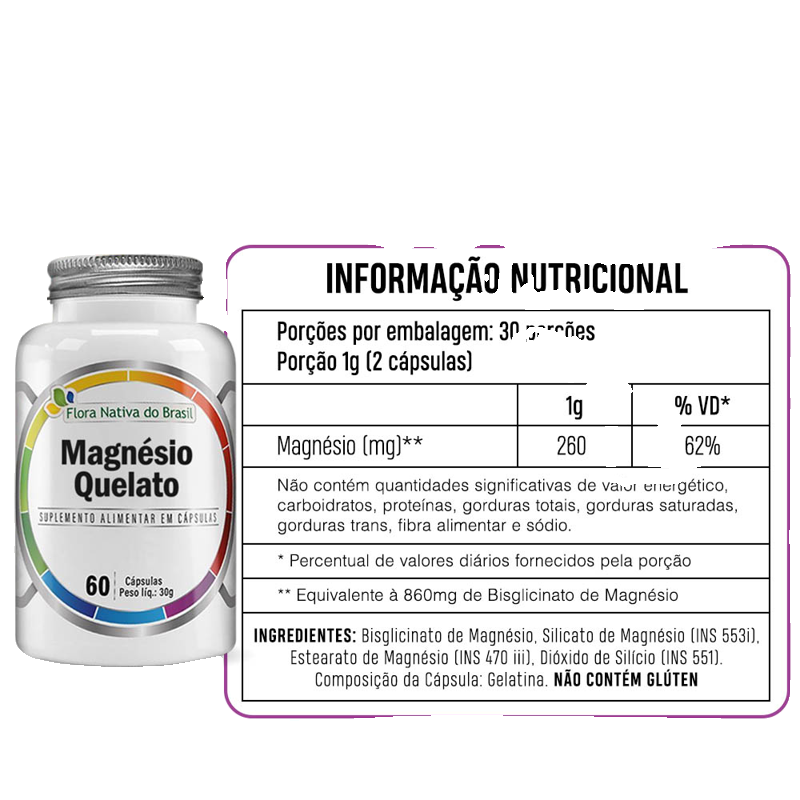 Flora Nativa do Brasil
Magnésio
Quelato
SUPLEMENTO ALIMENTAR EM CÁPSULAS
60 Cápsulas
Peso líq.: 30g
INFORMAÇÃO NUTRICIONAL
Porções por embalagem: 30 porções
Porção 1g (2 cápsulas)
1g % VD*
Magnésio (mg)** 260 62%
Não contém quantidades significativas de valor energético,
carboidratos, proteínas, gorduras totais, gorduras saturadas,
gorduras trans, fibra alimentar e sódio.
* Percentual de valores diários fornecidos pela porção
** Equivalente à 860mg de Bisglicinato de Magnésio
INGREDIENTES: Bisglicinato de Magnésio, Silicato de Magnésio (INS 553i),
Estearato de Magnésio (INS 470 iii), Dióxido de Silício (INS 551).
Composição da Cápsula: Gelatina. NÃO CONTÉM GLÚTEN